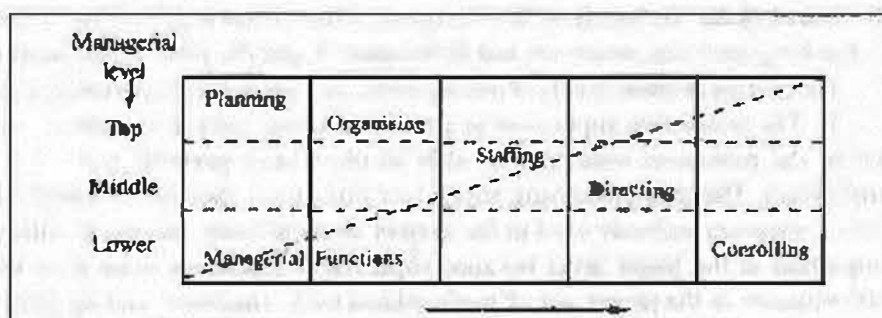 Managerial
level
Planning
Top
Organising
Staffing
Middle
Directing
Lower
Managerial Functions
Controlling